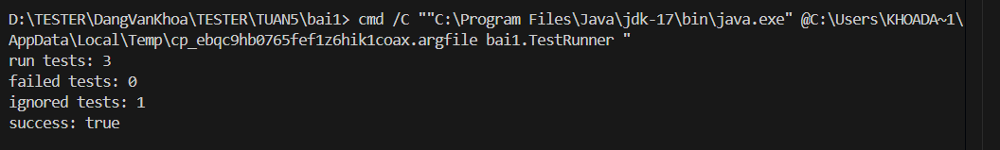 D:\TESTER\DangVanKhoa\TESTER\TUAN5\bai1> cmd /C ""C:\Program Files\Java\jdk-17\bin\java.exe" @C:\Users\KHOADA~1\
AppData\Local\Temp\cp_ebqc9hb0765fef1z6hik1coax.argfile bai1.TestRunner "
run tests: 3
failed tests: 0
ignored tests: 1
success: true